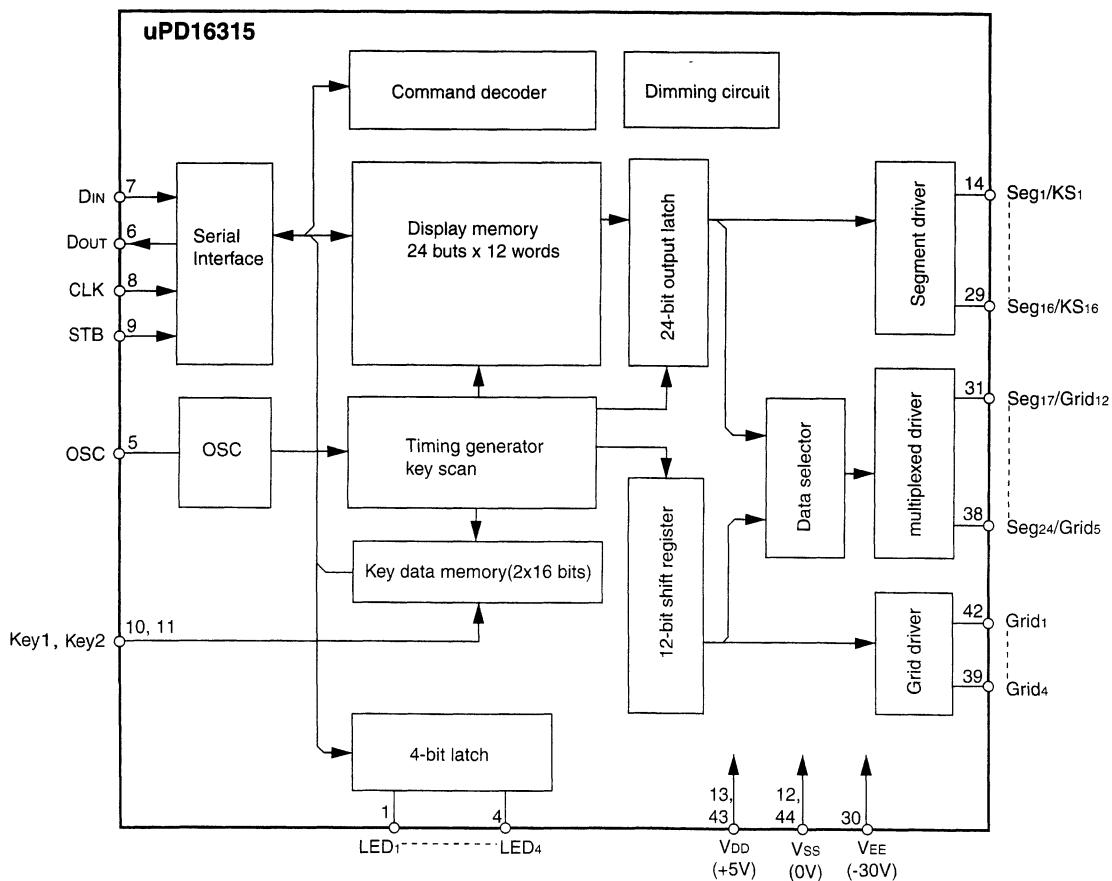 uPD16315
Command decoder
Dimming circuit
DIN
7
DOUT
6
CLK
8
STB
9
Serial
Interface
Display memory
24 buts x 12 words
24-bit output latch
Segment driver
14
Seg1/KS1
29
Seg16/KS16
OSC
5
OSC
Timing generator
key scan
Data selector
multiplexed driver
31
Seg17/Grid12
38
Seg24/Grid5
Key data memory(2x16 bits)
12-bit shift register
Key1, Key2
10, 11
Grid driver
42
Grid1
39
Grid4
4-bit latch
1
4
LED1
LED4
13,
43
12,
44
30
VDD
(+5V)
VSS
(0V)
VEE
(-30V)